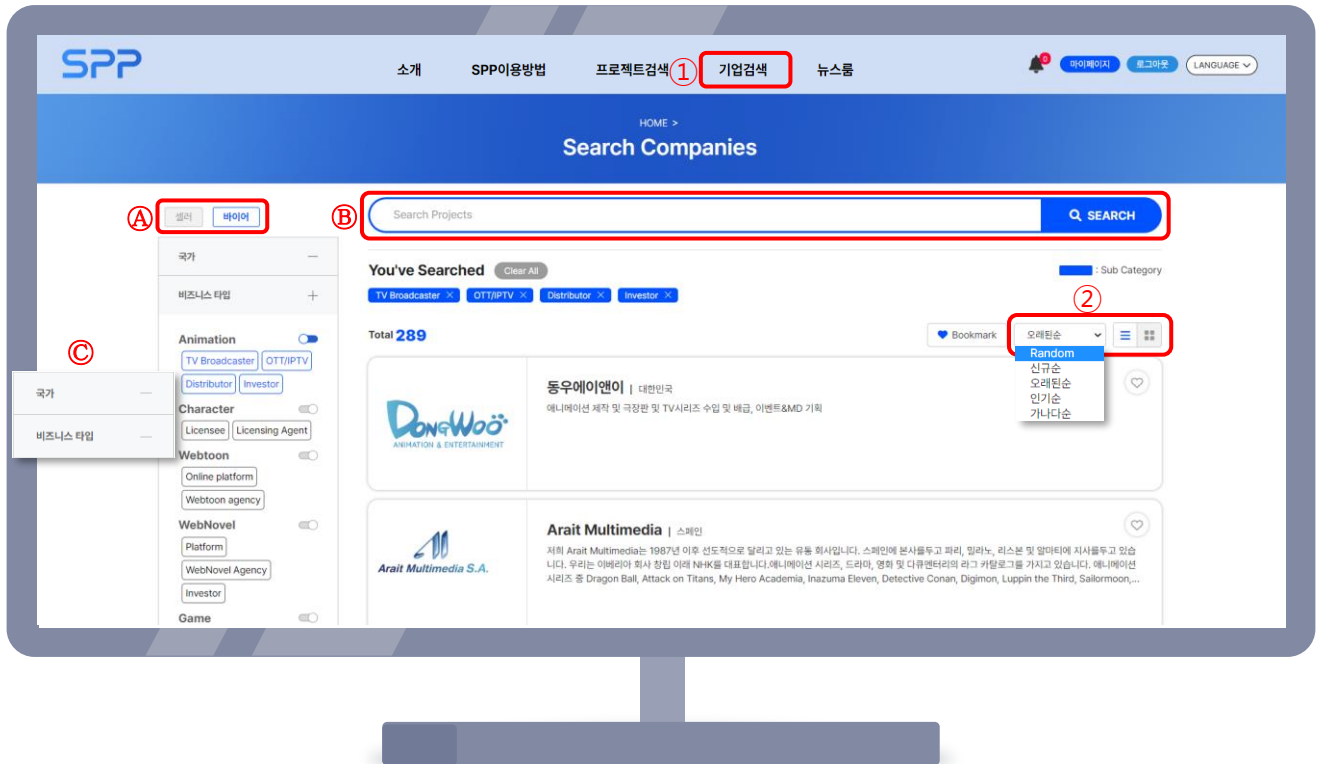 SPP
소개 SPP이용방법 프로젝트검색 ① 기업검색 뉴스룸 0 마이페이지 로그아웃 LANGUAGE
HOME >
Search Companies
Ⓐ 셀러 바이어
Ⓑ Search Projects SEARCH
국가
비즈니스 타입
Animation
TV Broadcaster OTT/IPTV
Distributor Investor
Character
Licensee Licensing Agent
Webtoon
Online platform
Webtoon agency
WebNovel
Platform
WebNovel Agency
Investor
Game
Ⓒ
국가
비즈니스 타입
You've Searched Clear All : Sub Category
TV Broadcaster × OTT/IPTV × Distributor × Investor ×
②
Total 289 Bookmark 오래된순
Random
신규순
오래된순
인기순
가나다순
DongWoo
ANIMATION & ENTERTAINMENT
동우에이앤이 | 대한민국
애니메이션 제작 및 극장판 및 TV시리즈 수입 및 배급, 이벤트&MD 기획
Arait Multimedia S.A.
Arait Multimedia | 스페인
저희 Arait Multimedia는 1987년 이후 선도적으로 달리고 있는 유통 회사입니다. 스페인에 본사를두고 파리, 밀라노, 리스본 및 알마티에 지사를두고 있습
니다. 우리는 이베리아 회사 창립 이래 NHK를 대표합니다.애니메이션 시리즈, 드라마, 영화 및 다큐멘터리의 라그 카탈로그를 가지고 있습니다. 애니메이션
시리즈 중 Dragon Ball, Attack on Titans, My Hero Academia, Inazuma Eleven, Detective Conan, Digimon, Luppin the Third, Sailormoon,...